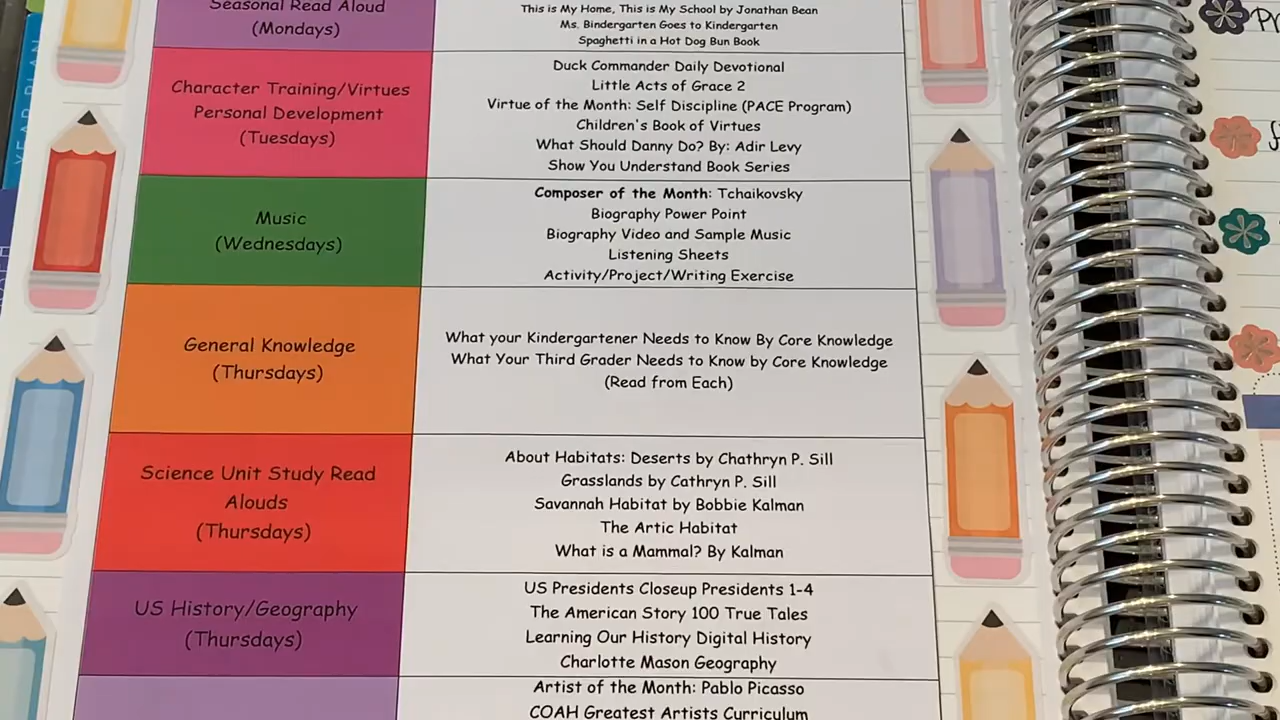 Seasonal Read Aloud
(Mondays)
This is My Home, This is My School by Jonathan Bean
Ms. Bindergarten Goes to Kindergarten
Spaghetti in a Hot Dog Bun Book
Character Training/Virtues
Personal Development
(Tuesdays)
Duck Commander Daily Devotional
Little Acts of Grace 2
Virtue of the Month: Self Discipline (PACE Program)
Children's Book of Virtues
What Should Danny Do? By: Adir Levy
Show You Understand Book Series
Music
(Wednesdays)
Composer of the Month: Tchaikovsky
Biography Power Point
Biography Video and Sample Music
Listening Sheets
Activity/Project/Writing Exercise
General Knowledge
(Thursdays)
What your Kindergartener Needs to Know By Core Knowledge
What Your Third Grader Needs to Know by Core Knowledge
(Read from Each)
Science Unit Study Read
Alouds
(Thursdays)
About Habitats: Deserts by Chathryn P. Sill
Grasslands by Cathryn P. Sill
Savannah Habitat by Bobbie Kalman
The Artic Habitat
What is a Mammal? By Kalman
US History/Geography
(Thursdays)
US Presidents Closeup Presidents 1-4
The American Story 100 True Tales
Learning Our History Digital History
Charlotte Mason Geography
Artist of the Month: Pablo Picasso
COAH Greatest Artists Curriculum
YEAR PLAN